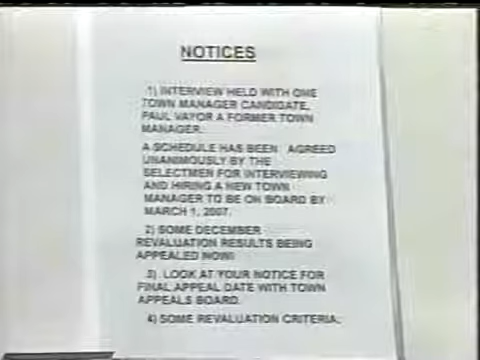 NOTICES
1) INTERVIEW HELD WITH ONE
TOWN MANAGER CANDIDATE,
PAUL VAYOR A FORMER TOWN
MANAGER.
A SCHEDULE HAS BEEN AGREED
UNANIMOUSLY BY THE
SELECTMEN FOR INTERVIEWING
AND HIRING A NEW TOWN
MANAGER TO BE ON BOARD BY
MARCH 1, 2007.
2) SOME DECEMBER
REVALUATION RESULTS BEING
APPEALED NOW!
3) LOOK AT YOUR NOTICE FOR
FINAL APPEAL DATE WITH TOWN
APPEALS BOARD.
4) SOME REVALUATION CRITERIA.